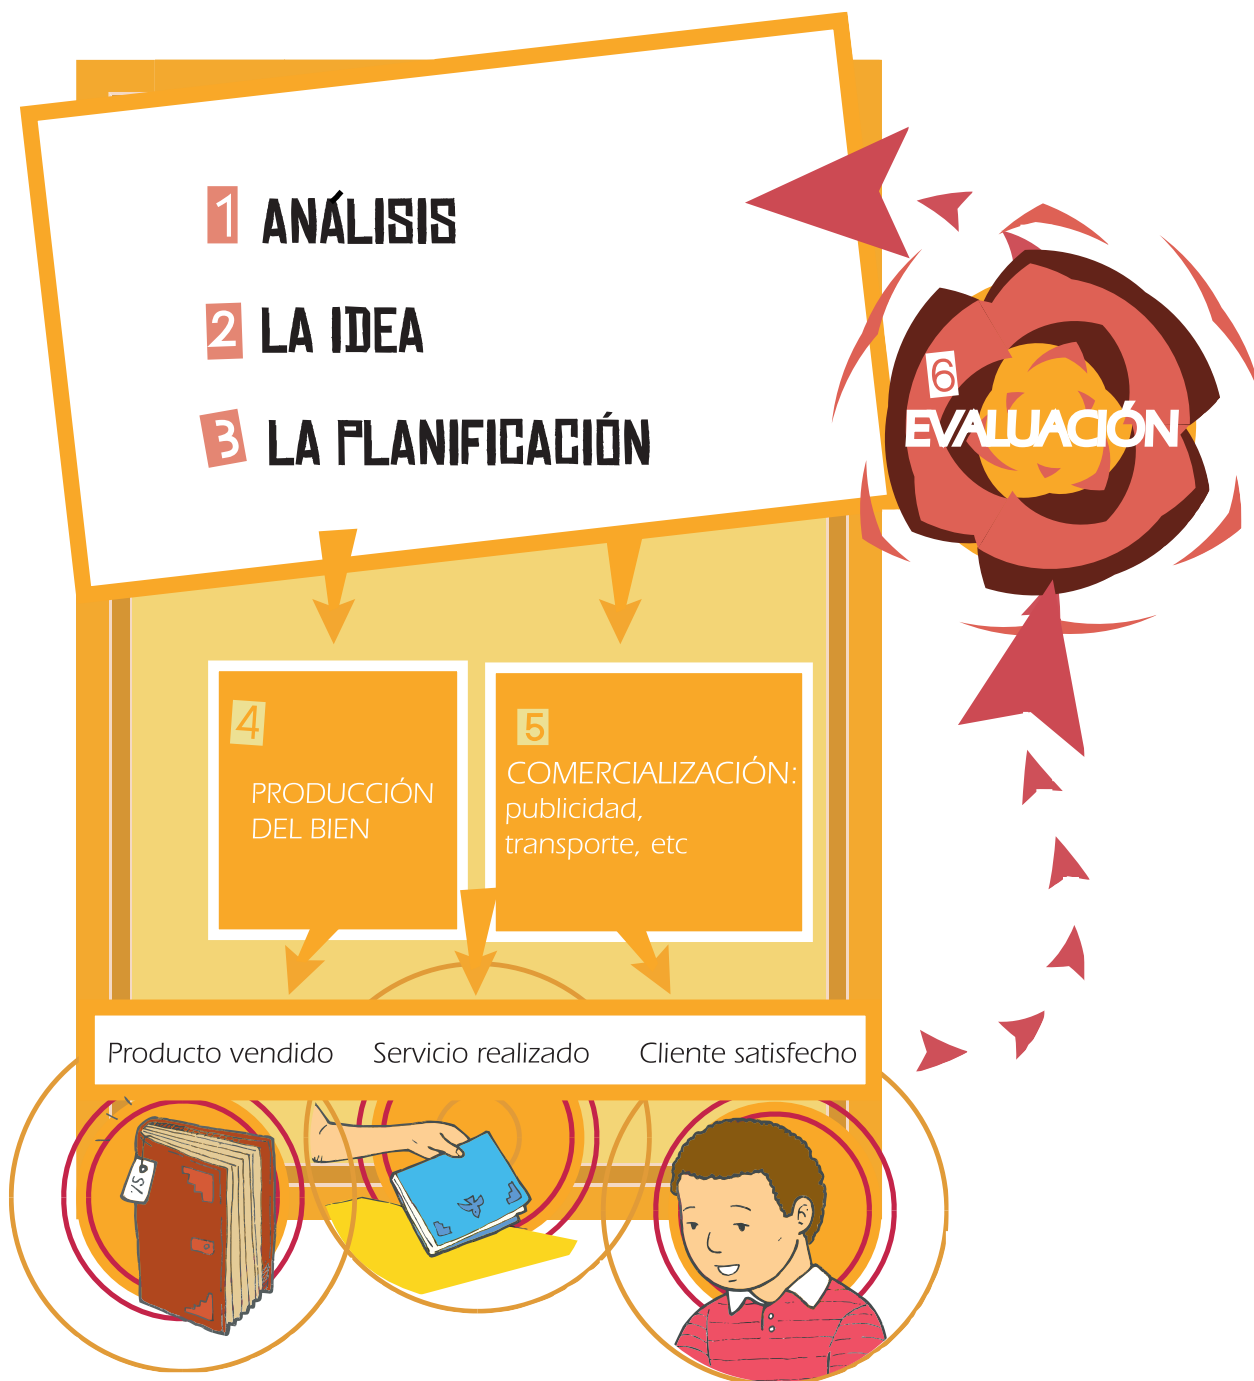 1 ANÁLISIS
2 LA IDEA
3 LA PLANIFICACIÓN
6
EVALUACIÓN
4
PRODUCCIÓN
DEL BIEN
5
COMERCIALIZACIÓN:
publicidad,
transporte, etc
Producto vendido
Servicio realizado
Cliente satisfecho
S/.